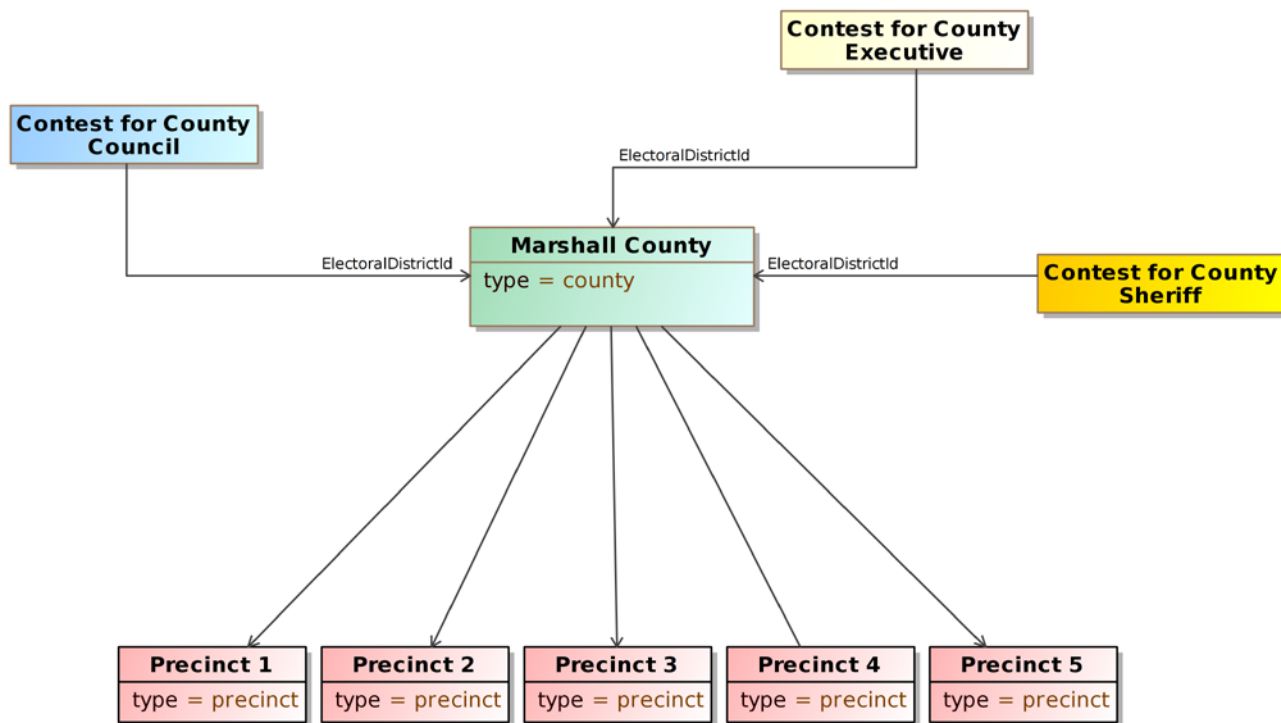 Contest for County
Executive
Contest for County
Council
ElectoralDistrictId
Marshall County
type = county
ElectoralDistrictId
ElectoralDistrictId
Contest for County
Sheriff
Precinct 1
type = precinct
Precinct 2
type = precinct
Precinct 3
type = precinct
Precinct 4
type = precinct
Precinct 5
type = precinct